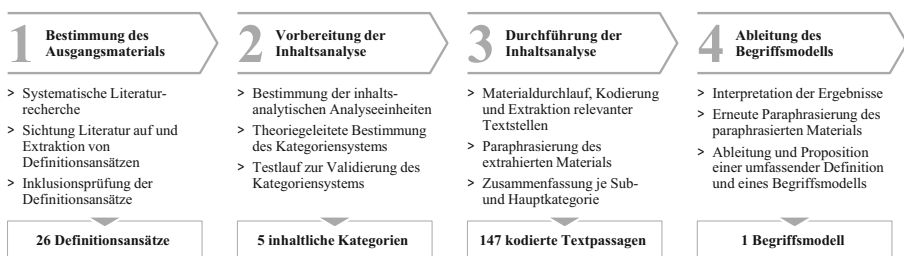 1
Bestimmung des
Ausgangsmaterials
> Systematische Literatur-
recherche
> Sichtung Literatur auf und
Extraktion von
Definitionsansätzen
> Inklusionsprüfung der
Definitionsansätze
26 Definitionsansätze
2
Vorbereitung der
Inhaltsanalyse
> Bestimmung der inhalts-
analytischen Analyseeinheiten
> Theoriegeleitete Bestimmung
des Kategoriensystems
> Testlauf zur Validierung des
Kategoriensystems
5 inhaltliche Kategorien
3
Durchführung der
Inhaltsanalyse
> Materialdurchlauf, Kodierung
und Extraktion relevanter
Textstellen
> Paraphrasierung des
extrahierten Materials
> Zusammenfassung je Sub-
und Hauptkategorie
147 kodierte Textpassagen
4
Ableitung des
Begriffsmodells
> Interpretation der Ergebnisse
> Erneute Paraphrasierung des
paraphrasierten Materials
> Ableitung und Proposition
einer umfassender Definition
und eines Begriffsmodells
1 Begriffsmodell